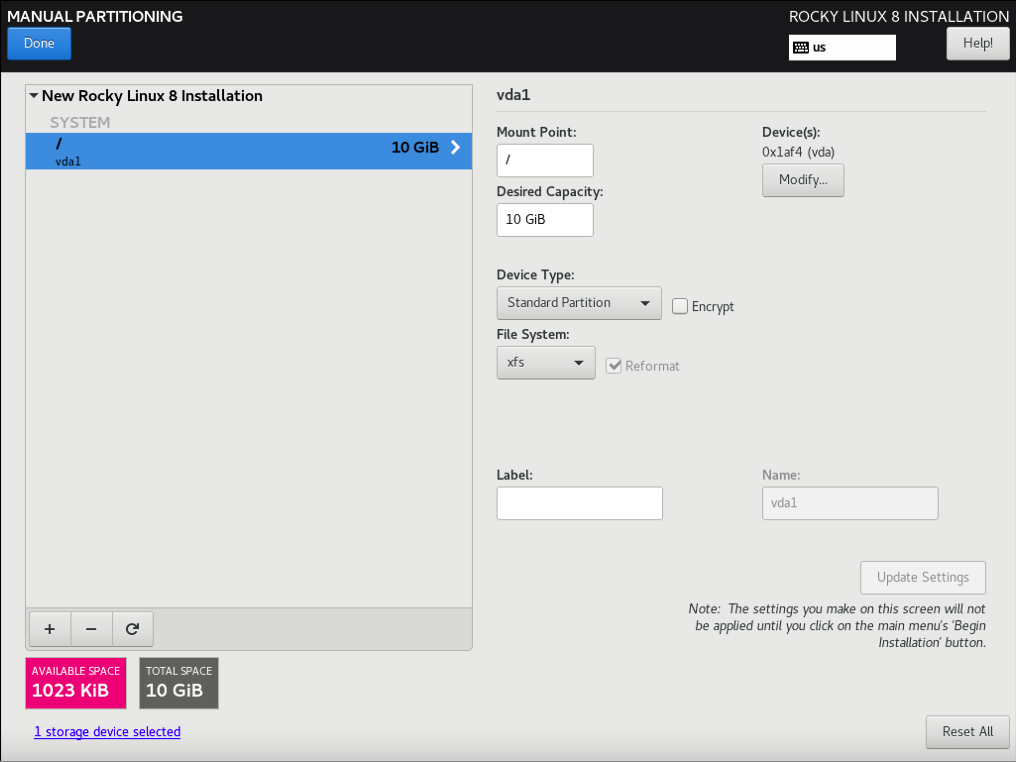 MANUAL PARTITIONING
ROCKY LINUX 8 INSTALLATION
Done
us
Help!
New Rocky Linux 8 Installation
SYSTEM
/
10 GiB
vda1
vda1
Mount Point:
/
Device(s):
0x1af4 (vda)
Modify...
Desired Capacity:
10 GiB
Device Type:
Standard Partition
Encrypt
File System:
xfs
Reformat
Label:
Name:
vda1
Update Settings
Note:  The settings you make on this screen will not
be applied until you click on the main menu's 'Begin
Installation' button.
+
−
AVAILABLE SPACE
1023 KiB
TOTAL SPACE
10 GiB
1 storage device selected
Reset All